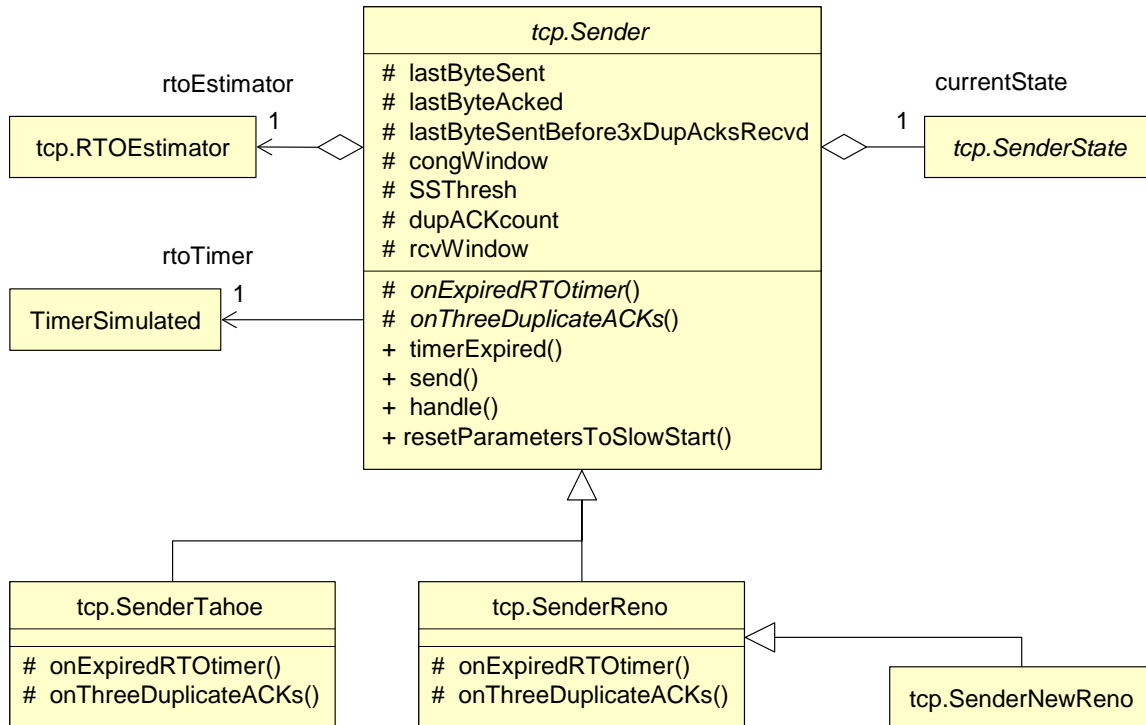 tcp.Sender
# lastByteSent
# lastByteAcked
# lastByteSentBefore3xDupAcksRecvd
# congWindow
# SSThresh
# dupACKcount
# rcvWindow
# onExpiredRTOtimer()
# onThreeDuplicateACKs()
+ timerExpired()
+ send()
+ handle()
+ resetParametersToSlowStart()
rtoEstimator
1
tcp.RTOEstimator
currentState
1
tcp.SenderState
rtoTimer
1
TimerSimulated
tcp.SenderTahoe
# onExpiredRTOtimer()
# onThreeDuplicateACKs()
tcp.SenderReno
# onExpiredRTOtimer()
# onThreeDuplicateACKs()
tcp.SenderNewReno